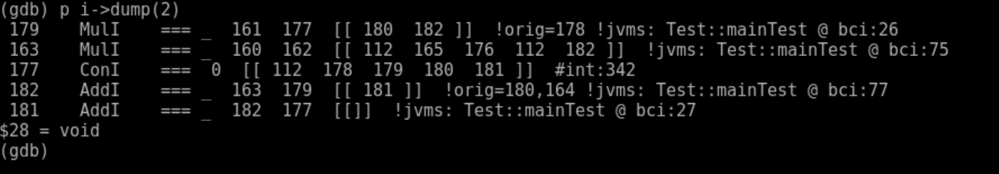 (gdb) p i->dump(2)
 179    MulI    === _  161  177  [[ 180  182 ]]  !orig=178 !jvms: Test::mainTest @ bci:26
 163    MulI    === _  160  162  [[ 112  165  176  112  182 ]]  !jvms: Test::mainTest @ bci:75
 177    ConI    ===  0  [[ 112  178  179  180  181 ]]  #int:342
 182    AddI    === _  163  179  [[ 181 ]]  !orig=180,164 !jvms: Test::mainTest @ bci:77
 181    AddI    === _  182  177  [[]]  !jvms: Test::mainTest @ bci:27
$28 = void
(gdb)